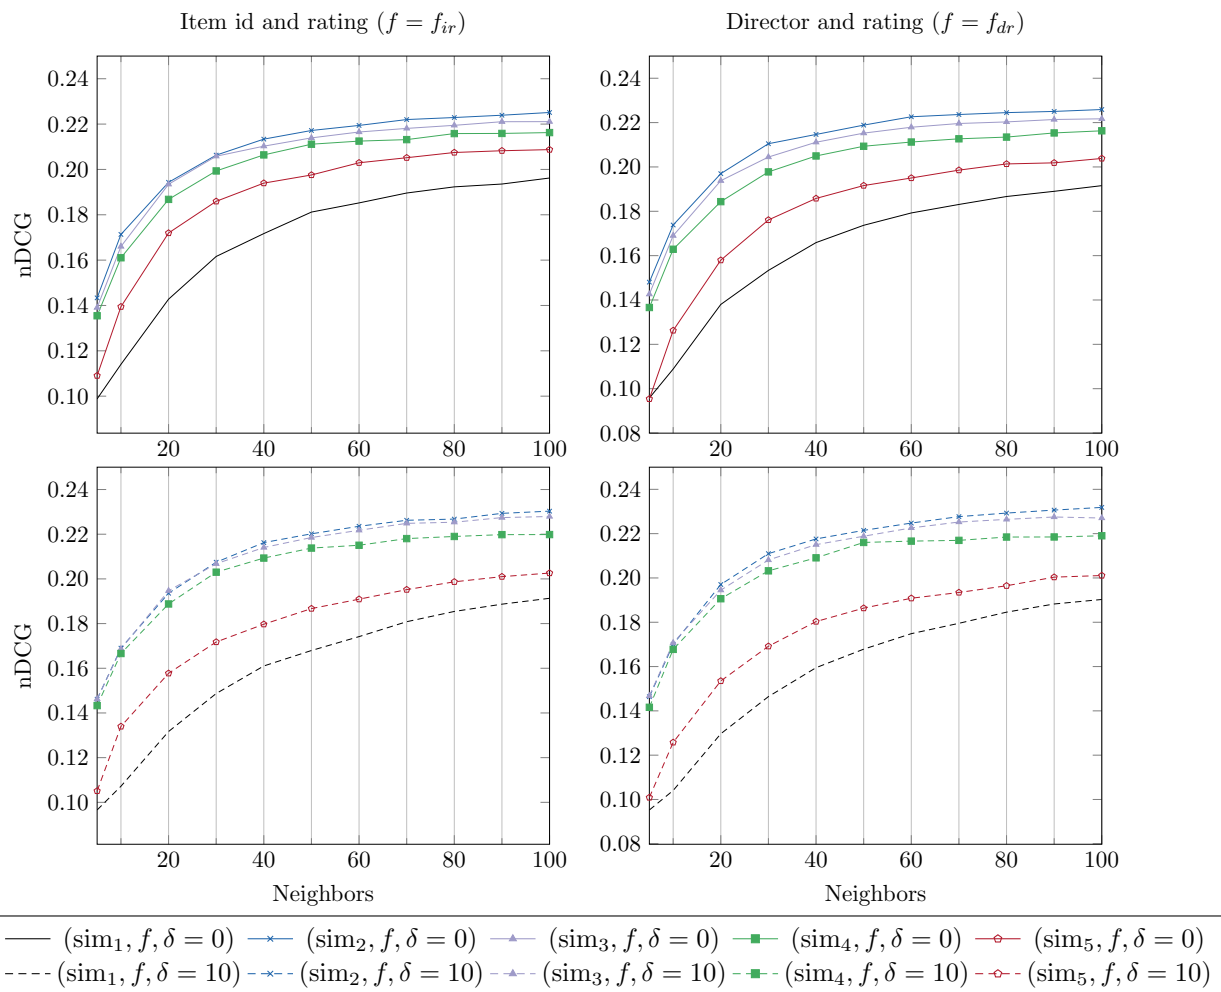 Item id and rating (f = f_ir)
Director and rating (f = f_dr)
0.24
0.22
0.20
0.18
0.16
0.14
0.12
0.10
nDCG
20 40 60 80 100
0.24
0.22
0.20
0.18
0.16
0.14
0.12
0.10
0.08
20 40 60 80 100
0.24
0.22
0.20
0.18
0.16
0.14
0.12
0.10
nDCG
20 40 60 80 100
Neighbors
0.24
0.22
0.20
0.18
0.16
0.14
0.12
0.10
0.08
20 40 60 80 100
Neighbors
(sim₁, f, δ = 0) (sim₂, f, δ = 0) (sim₃, f, δ = 0) (sim₄, f, δ = 0) (sim₅, f, δ = 0)
(sim₁, f, δ = 10) (sim₂, f, δ = 10) (sim₃, f, δ = 10) (sim₄, f, δ = 10) (sim₅, f, δ = 10)